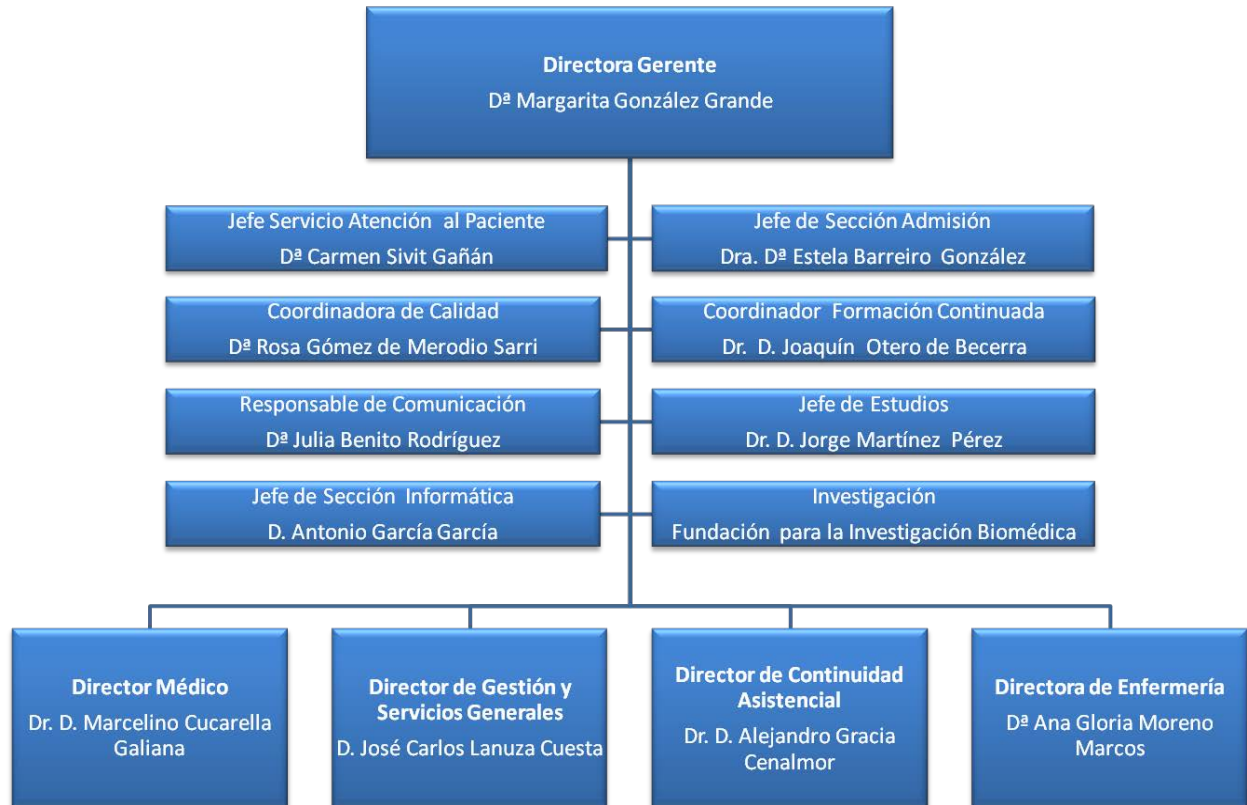 Directora Gerente
Dª Margarita González Grande
Jefe Servicio Atención al Paciente
Dª Carmen Sivit Gañán
Jefe de Sección Admisión
Dra. Dª Estela Barreiro González
Coordinadora de Calidad
Dª Rosa Gómez de Merodio Sarri
Coordinador Formación Continuada
Dr. D. Joaquín Otero de Becerra
Responsable de Comunicación
Dª Julia Benito Rodríguez
Jefe de Estudios
Dr. D. Jorge Martínez Pérez
Jefe de Sección Informática
D. Antonio García García
Investigación
Fundación para la Investigación Biomédica
Director Médico
Dr. D. Marcelino Cucarella
Galiana
Director de Gestión y
Servicios Generales
D. José Carlos Lanuza Cuesta
Director de Continuidad
Asistencial
Dr. D. Alejandro Gracia
Cenalmor
Directora de Enfermería
Dª Ana Gloria Moreno
Marcos